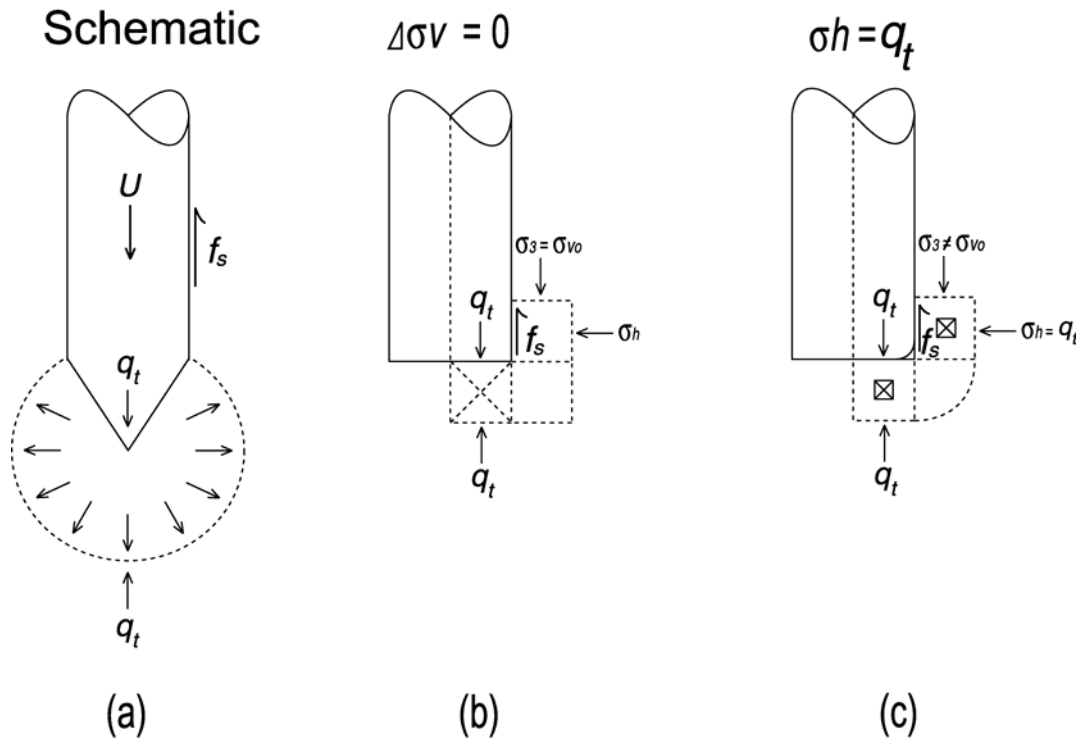 Schematic
Δσv = 0
σh = qt
U
fs
qt
qt
σ3 = σvo
qt
fs
σh
qt
σ3 ≠ σvo
qt
fs
σh = qt
qt
(a)
(b)
(c)